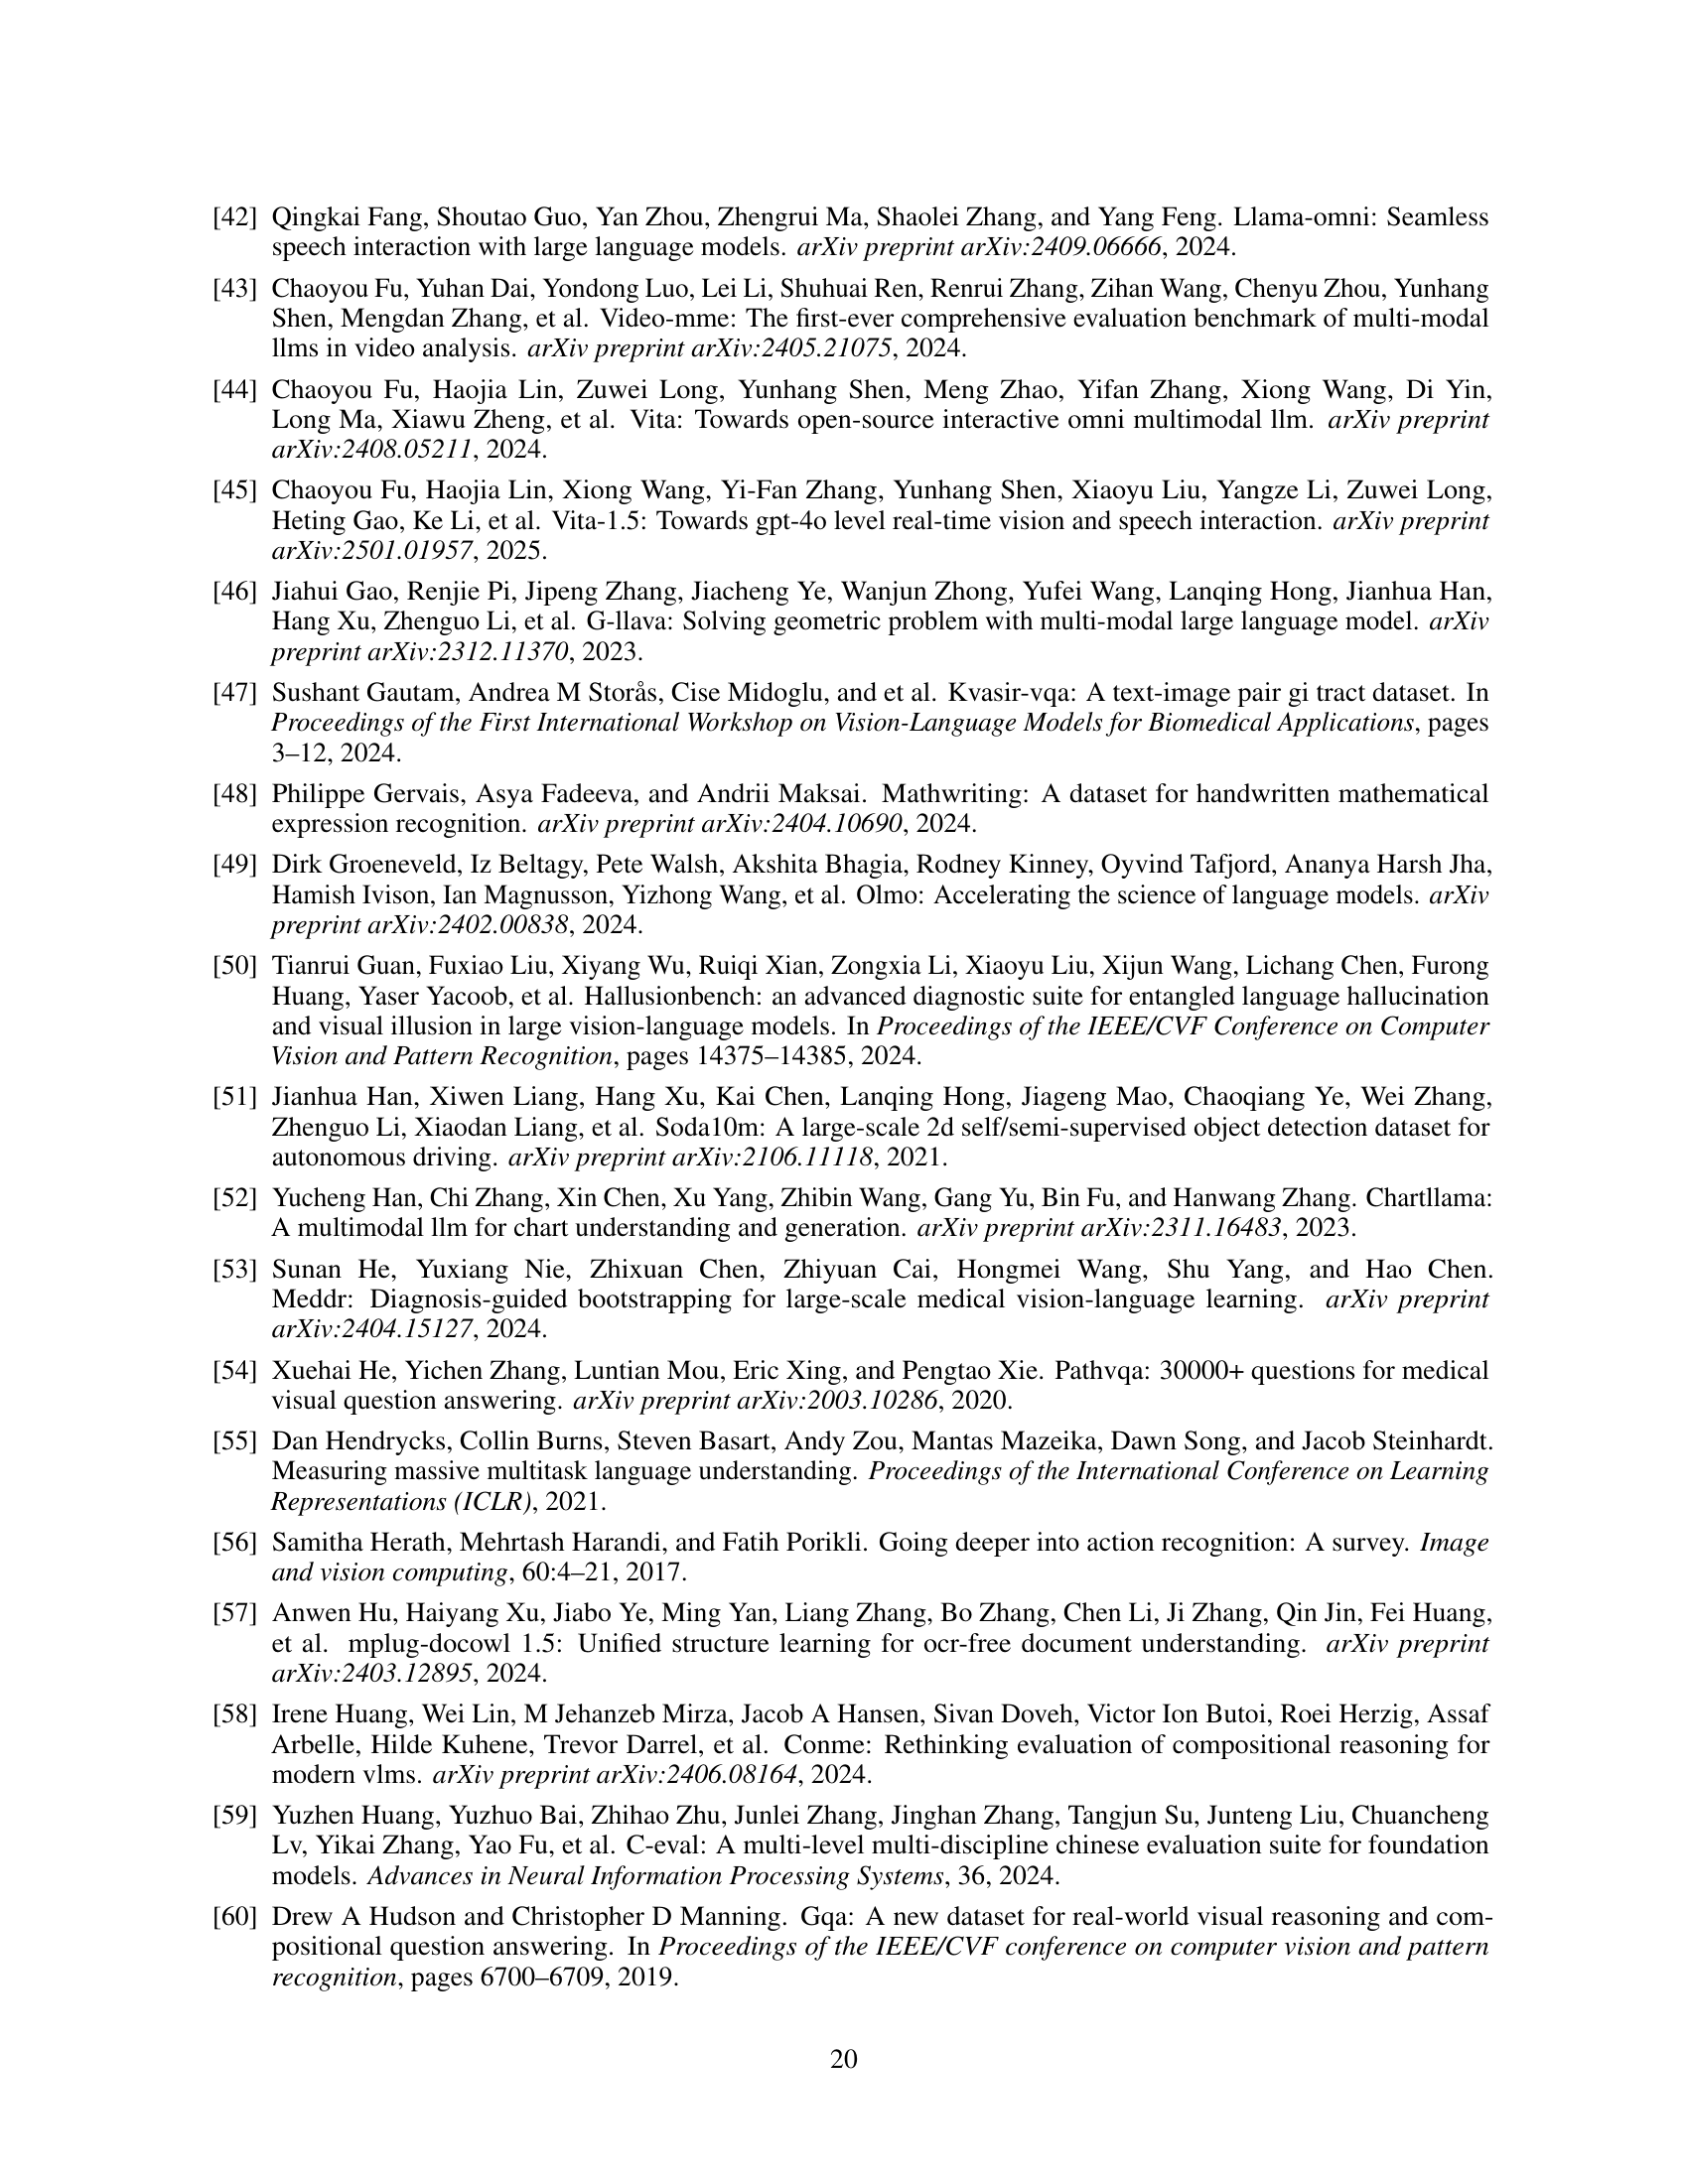 [42] Qingkai Fang, Shoutao Guo, Yan Zhou, Zhengrui Ma, Shaolei Zhang, and Yang Feng. Llama-omni: Seamless
speech interaction with large language models. arXiv preprint arXiv:2409.06666, 2024.
[43] Chaoyou Fu, Yuhan Dai, Yondong Luo, Lei Li, Shuhuai Ren, Renrui Zhang, Zihan Wang, Chenyu Zhou, Yunhang
Shen, Mengdan Zhang, et al. Video-mme: The first-ever comprehensive evaluation benchmark of multi-modal
llms in video analysis. arXiv preprint arXiv:2405.21075, 2024.
[44] Chaoyou Fu, Haojia Lin, Zuwei Long, Yunhang Shen, Meng Zhao, Yifan Zhang, Xiong Wang, Di Yin,
Long Ma, Xiawu Zheng, et al. Vita: Towards open-source interactive omni multimodal llm. arXiv preprint
arXiv:2408.05211, 2024.
[45] Chaoyou Fu, Haojia Lin, Xiong Wang, Yi-Fan Zhang, Yunhang Shen, Xiaoyu Liu, Yangze Li, Zuwei Long,
Heting Gao, Ke Li, et al. Vita-1.5: Towards gpt-4o level real-time vision and speech interaction. arXiv preprint
arXiv:2501.01957, 2025.
[46] Jiahui Gao, Renjie Pi, Jipeng Zhang, Jiacheng Ye, Wanjun Zhong, Yufei Wang, Lanqing Hong, Jianhua Han,
Hang Xu, Zhenguo Li, et al. G-llava: Solving geometric problem with multi-modal large language model. arXiv
preprint arXiv:2312.11370, 2023.
[47] Sushant Gautam, Andrea M Storås, Cise Midoglu, and et al. Kvasir-vqa: A text-image pair gi tract dataset. In
Proceedings of the First International Workshop on Vision-Language Models for Biomedical Applications, pages
3–12, 2024.
[48] Philippe Gervais, Asya Fadeeva, and Andrii Maksai. Mathwriting: A dataset for handwritten mathematical
expression recognition. arXiv preprint arXiv:2404.10690, 2024.
[49] Dirk Groeneveld, Iz Beltagy, Pete Walsh, Akshita Bhagia, Rodney Kinney, Oyvind Tafjord, Ananya Harsh Jha,
Hamish Ivison, Ian Magnusson, Yizhong Wang, et al. Olmo: Accelerating the science of language models. arXiv
preprint arXiv:2402.00838, 2024.
[50] Tianrui Guan, Fuxiao Liu, Xiyang Wu, Ruiqi Xian, Zongxia Li, Xiaoyu Liu, Xijun Wang, Lichang Chen, Furong
Huang, Yaser Yacoob, et al. Hallusionbench: an advanced diagnostic suite for entangled language hallucination
and visual illusion in large vision-language models. In Proceedings of the IEEE/CVF Conference on Computer
Vision and Pattern Recognition, pages 14375–14385, 2024.
[51] Jianhua Han, Xiwen Liang, Hang Xu, Kai Chen, Lanqing Hong, Jiageng Mao, Chaoqiang Ye, Wei Zhang,
Zhenguo Li, Xiaodan Liang, et al. Soda10m: A large-scale 2d self/semi-supervised object detection dataset for
autonomous driving. arXiv preprint arXiv:2106.11118, 2021.
[52] Yucheng Han, Chi Zhang, Xin Chen, Xu Yang, Zhibin Wang, Gang Yu, Bin Fu, and Hanwang Zhang. Chartllama:
A multimodal llm for chart understanding and generation. arXiv preprint arXiv:2311.16483, 2023.
[53] Sunan He, Yuxiang Nie, Zhixuan Chen, Zhiyuan Cai, Hongmei Wang, Shu Yang, and Hao Chen.
Meddr: Diagnosis-guided bootstrapping for large-scale medical vision-language learning. arXiv preprint
arXiv:2404.15127, 2024.
[54] Xuehai He, Yichen Zhang, Luntian Mou, Eric Xing, and Pengtao Xie. Pathvqa: 30000+ questions for medical
visual question answering. arXiv preprint arXiv:2003.10286, 2020.
[55] Dan Hendrycks, Collin Burns, Steven Basart, Andy Zou, Mantas Mazeika, Dawn Song, and Jacob Steinhardt.
Measuring massive multitask language understanding. Proceedings of the International Conference on Learning
Representations (ICLR), 2021.
[56] Samitha Herath, Mehrtash Harandi, and Fatih Porikli. Going deeper into action recognition: A survey. Image
and vision computing, 60:4–21, 2017.
[57] Anwen Hu, Haiyang Xu, Jiabo Ye, Ming Yan, Liang Zhang, Bo Zhang, Chen Li, Ji Zhang, Qin Jin, Fei Huang,
et al. mplug-docowl 1.5: Unified structure learning for ocr-free document understanding. arXiv preprint
arXiv:2403.12895, 2024.
[58] Irene Huang, Wei Lin, M Jehanzeb Mirza, Jacob A Hansen, Sivan Doveh, Victor Ion Butoi, Roei Herzig, Assaf
Arbelle, Hilde Kuhene, Trevor Darrel, et al. Conme: Rethinking evaluation of compositional reasoning for
modern vlms. arXiv preprint arXiv:2406.08164, 2024.
[59] Yuzhen Huang, Yuzhuo Bai, Zhihao Zhu, Junlei Zhang, Jinghan Zhang, Tangjun Su, Junteng Liu, Chuancheng
Lv, Yikai Zhang, Yao Fu, et al. C-eval: A multi-level multi-discipline chinese evaluation suite for foundation
models. Advances in Neural Information Processing Systems, 36, 2024.
[60] Drew A Hudson and Christopher D Manning. Gqa: A new dataset for real-world visual reasoning and com-
positional question answering. In Proceedings of the IEEE/CVF conference on computer vision and pattern
recognition, pages 6700–6709, 2019.
20